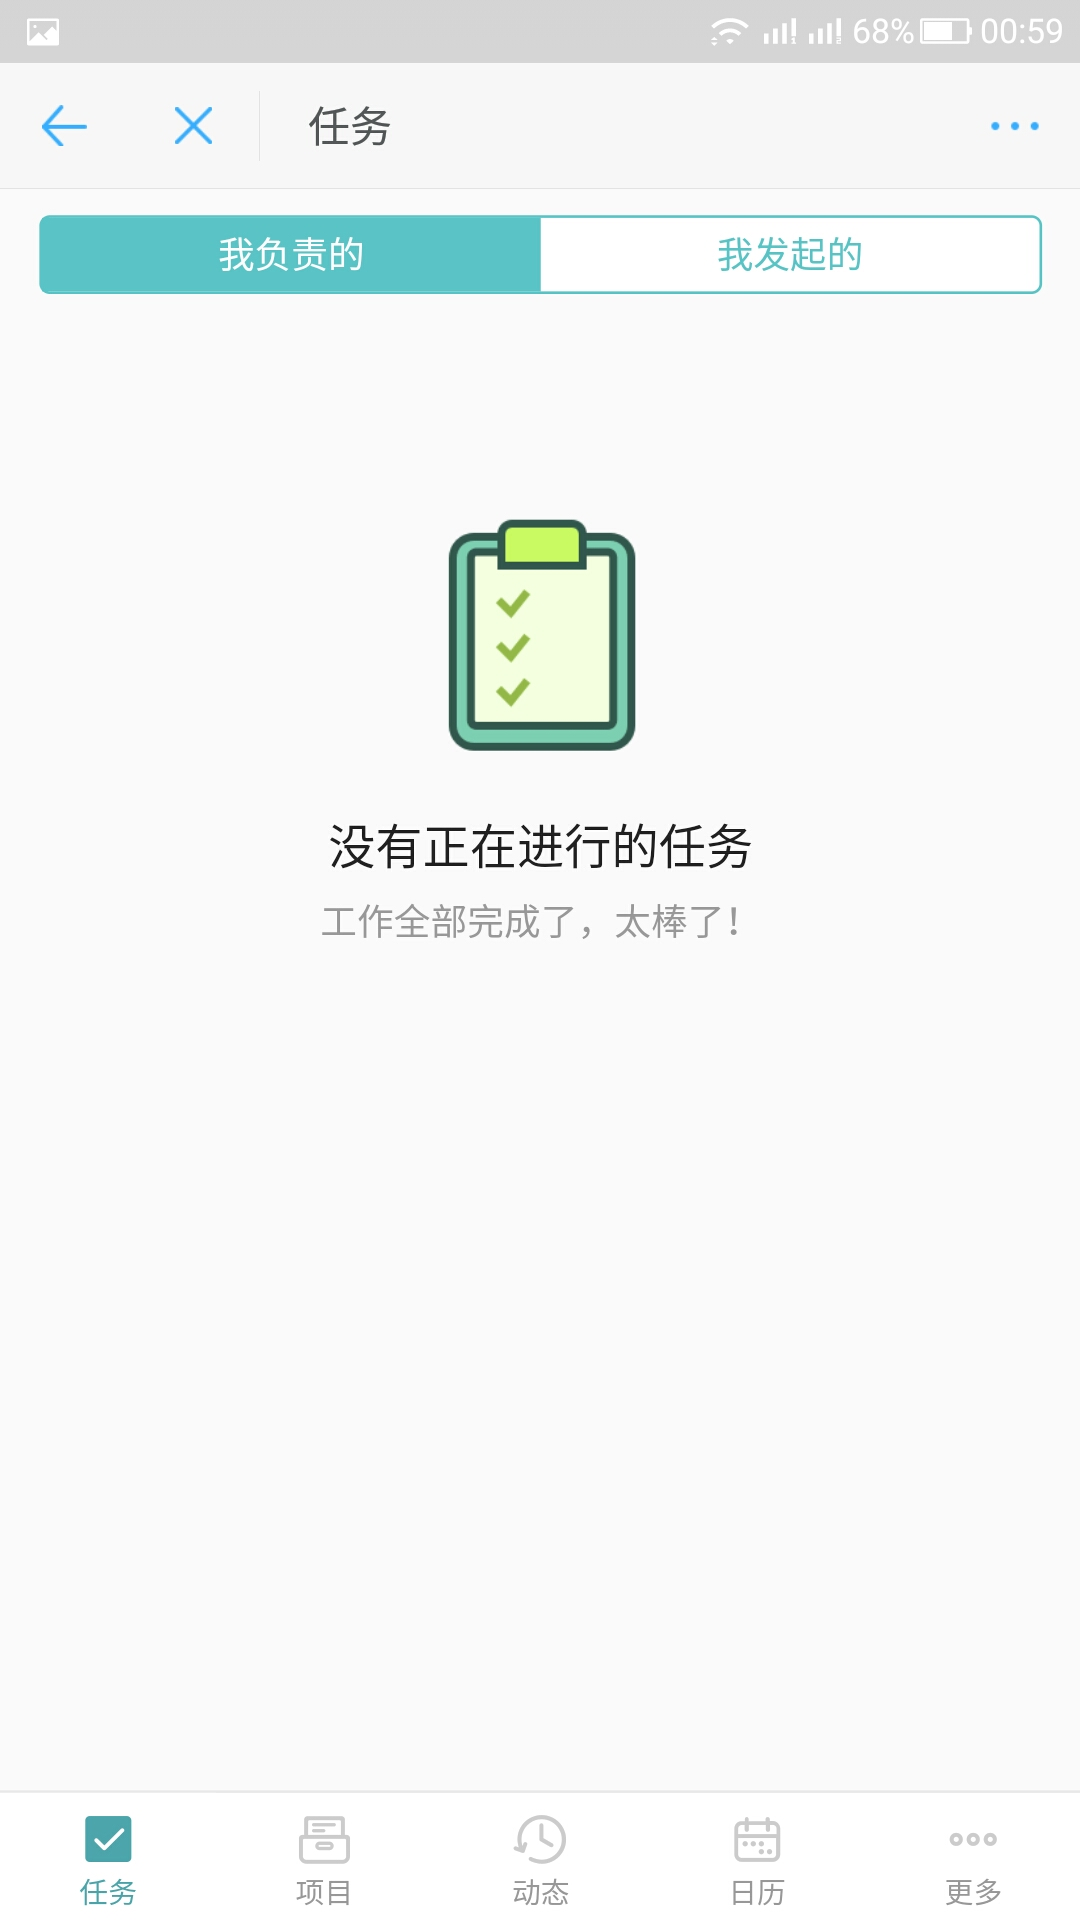 68% 00:59
任务
我负责的 我发起的
没有正在进行的任务
工作全部完成了，太棒了！
任务 项目 动态 日历 更多